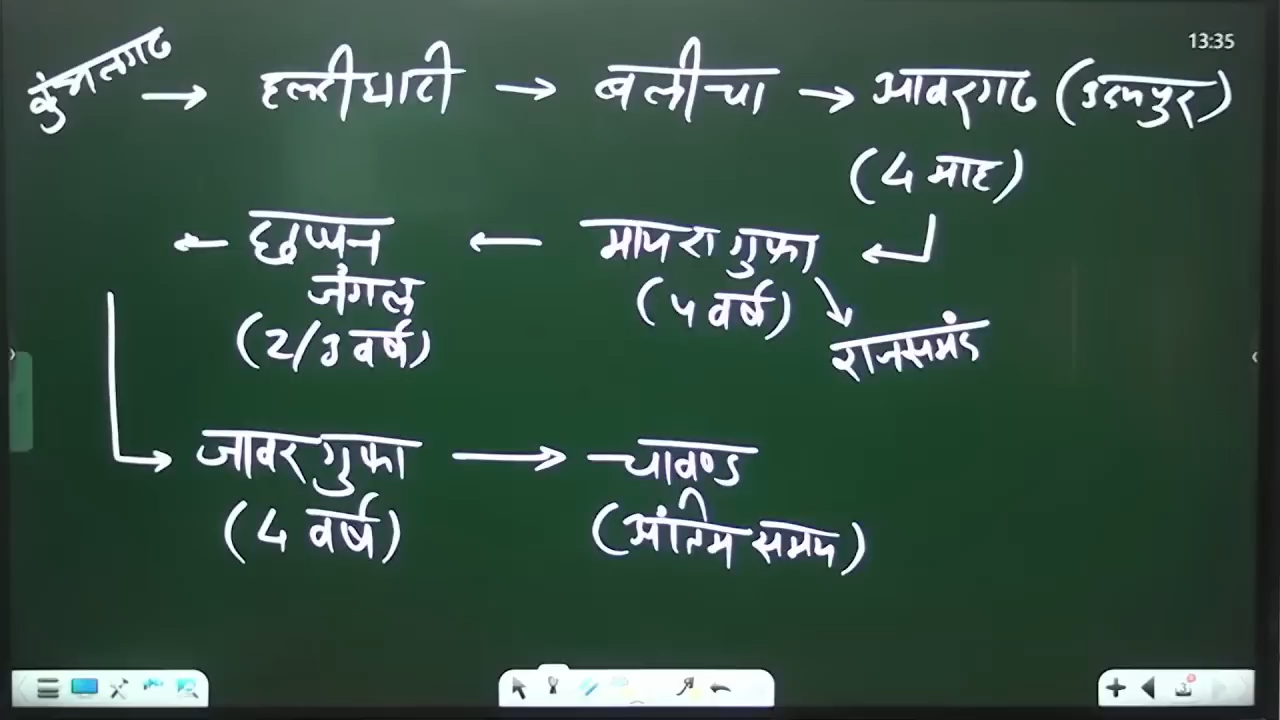 13:35
कुंभलगढ → हल्दीघाटी → बलीचा → आवरगढ (उदयपुर)
(4 माह)
← छप्पन ← मायरा गुफा ↵
जंगल (5 वर्ष) ↘
(2/3 वर्ष) राजसमंद
जावर गुफा → चावण्ड
(4 वर्ष) (अंतिम समय)